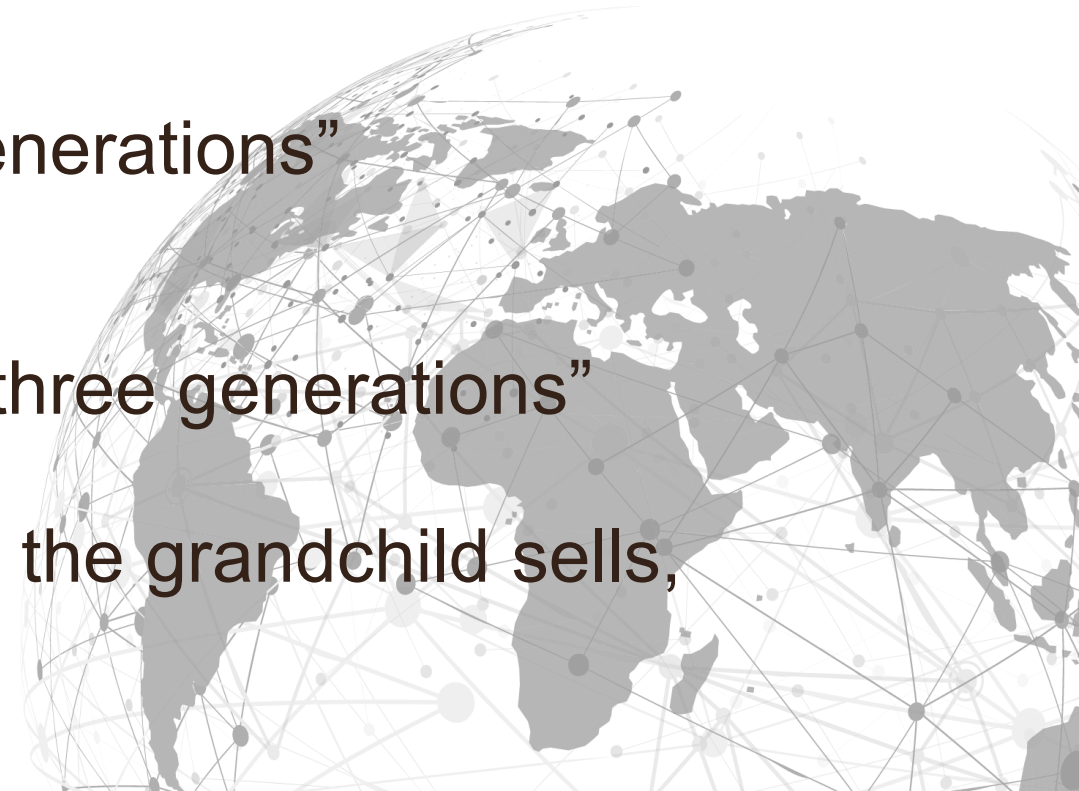 enerations”
three generations”
the grandchild sells,